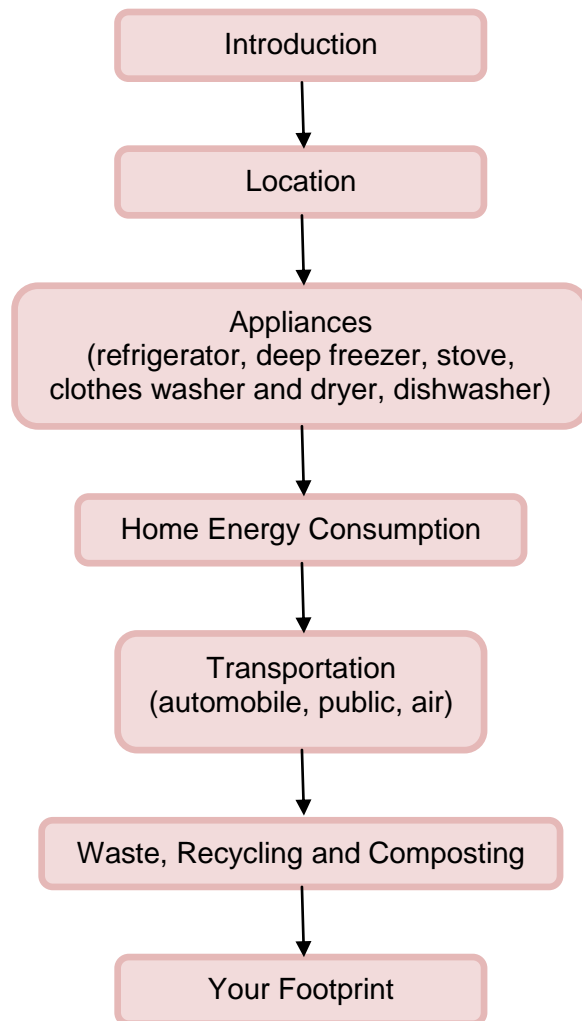 Introduction
Location
Appliances
(refrigerator, deep freezer, stove,
clothes washer and dryer, dishwasher)
Home Energy Consumption
Transportation
(automobile, public, air)
Waste, Recycling and Composting
Your Footprint